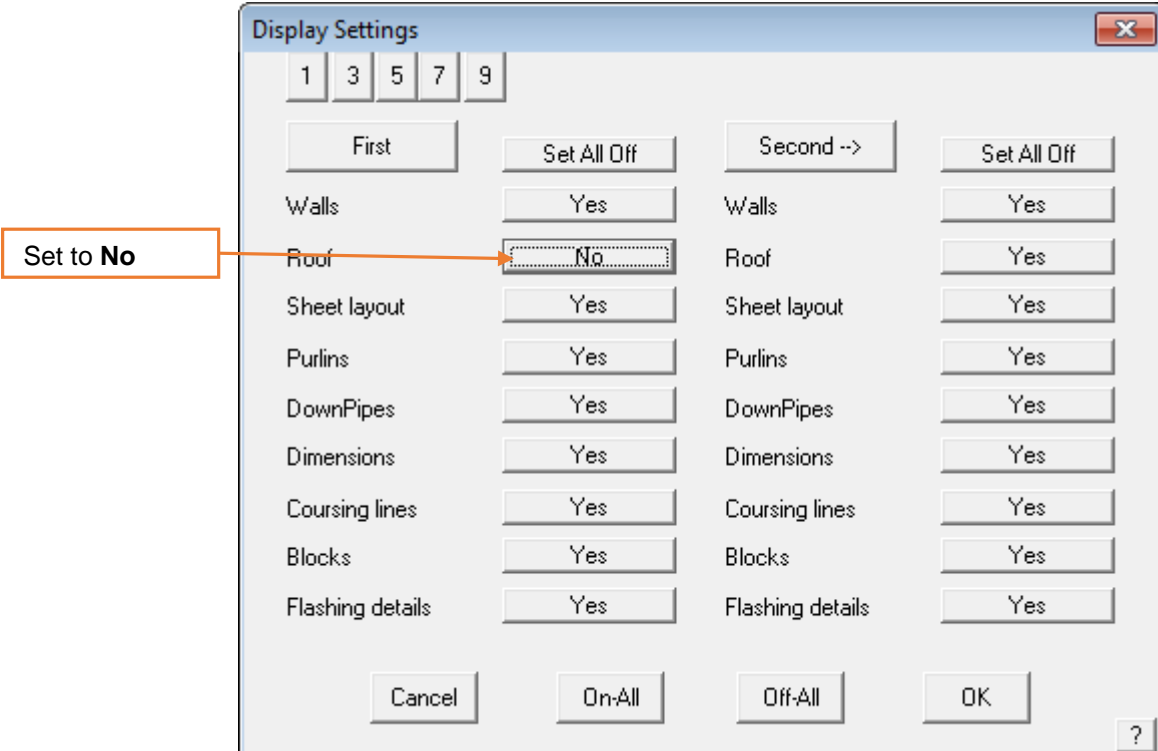 Display Settings
1 3 5 7 9
First Set All Off Second --> Set All Off
Walls Yes Walls Yes
Set to No
Roof No Roof Yes
Sheet layout Yes Sheet layout Yes
Purlins Yes Purlins Yes
DownPipes Yes DownPipes Yes
Dimensions Yes Dimensions Yes
Coursing lines Yes Coursing lines Yes
Blocks Yes Blocks Yes
Flashing details Yes Flashing details Yes
Cancel On-All Off-All OK
?